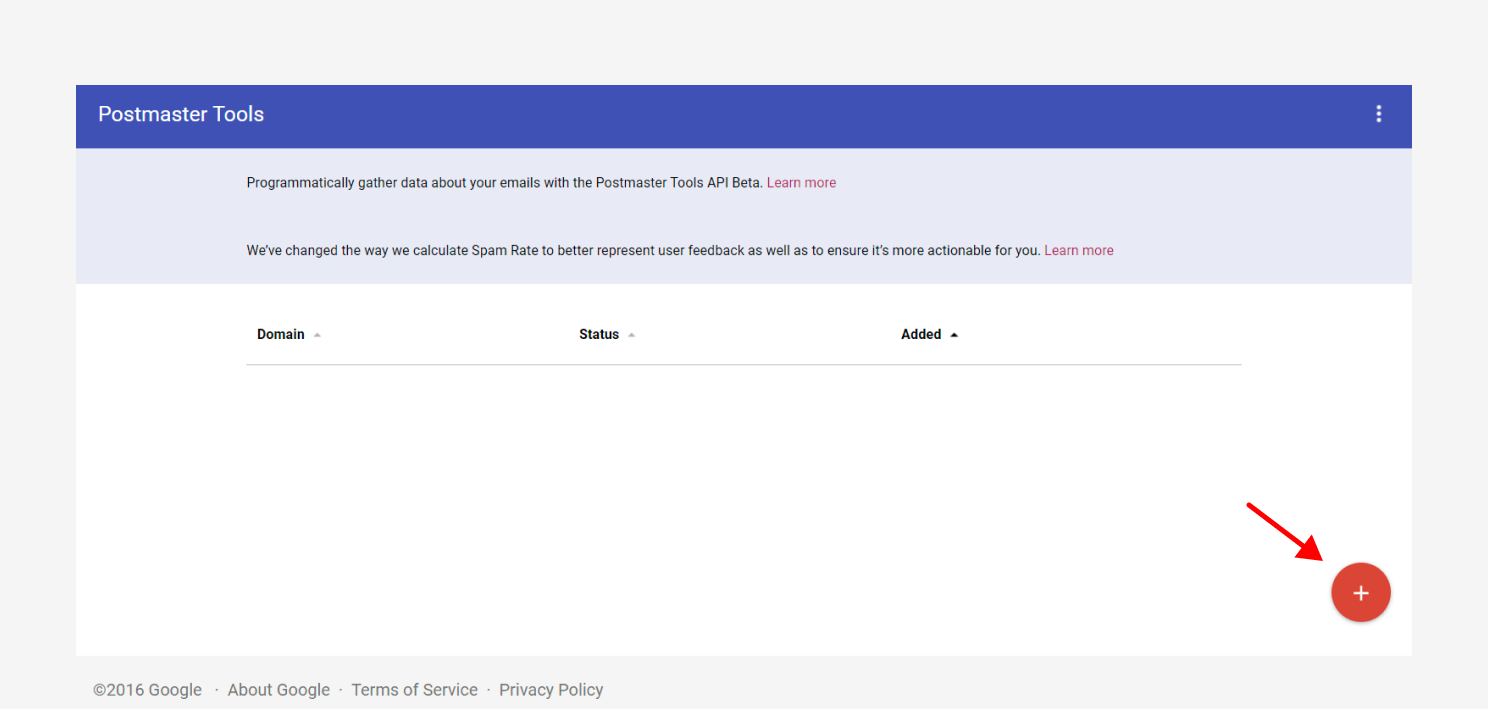 Postmaster Tools
Programmatically gather data about your emails with the Postmaster Tools API Beta. Learn more
We've changed the way we calculate Spam Rate to better represent user feedback as well as to ensure it's more actionable for you. Learn more
Domain Status Added
+
©2016 Google · About Google · Terms of Service · Privacy Policy